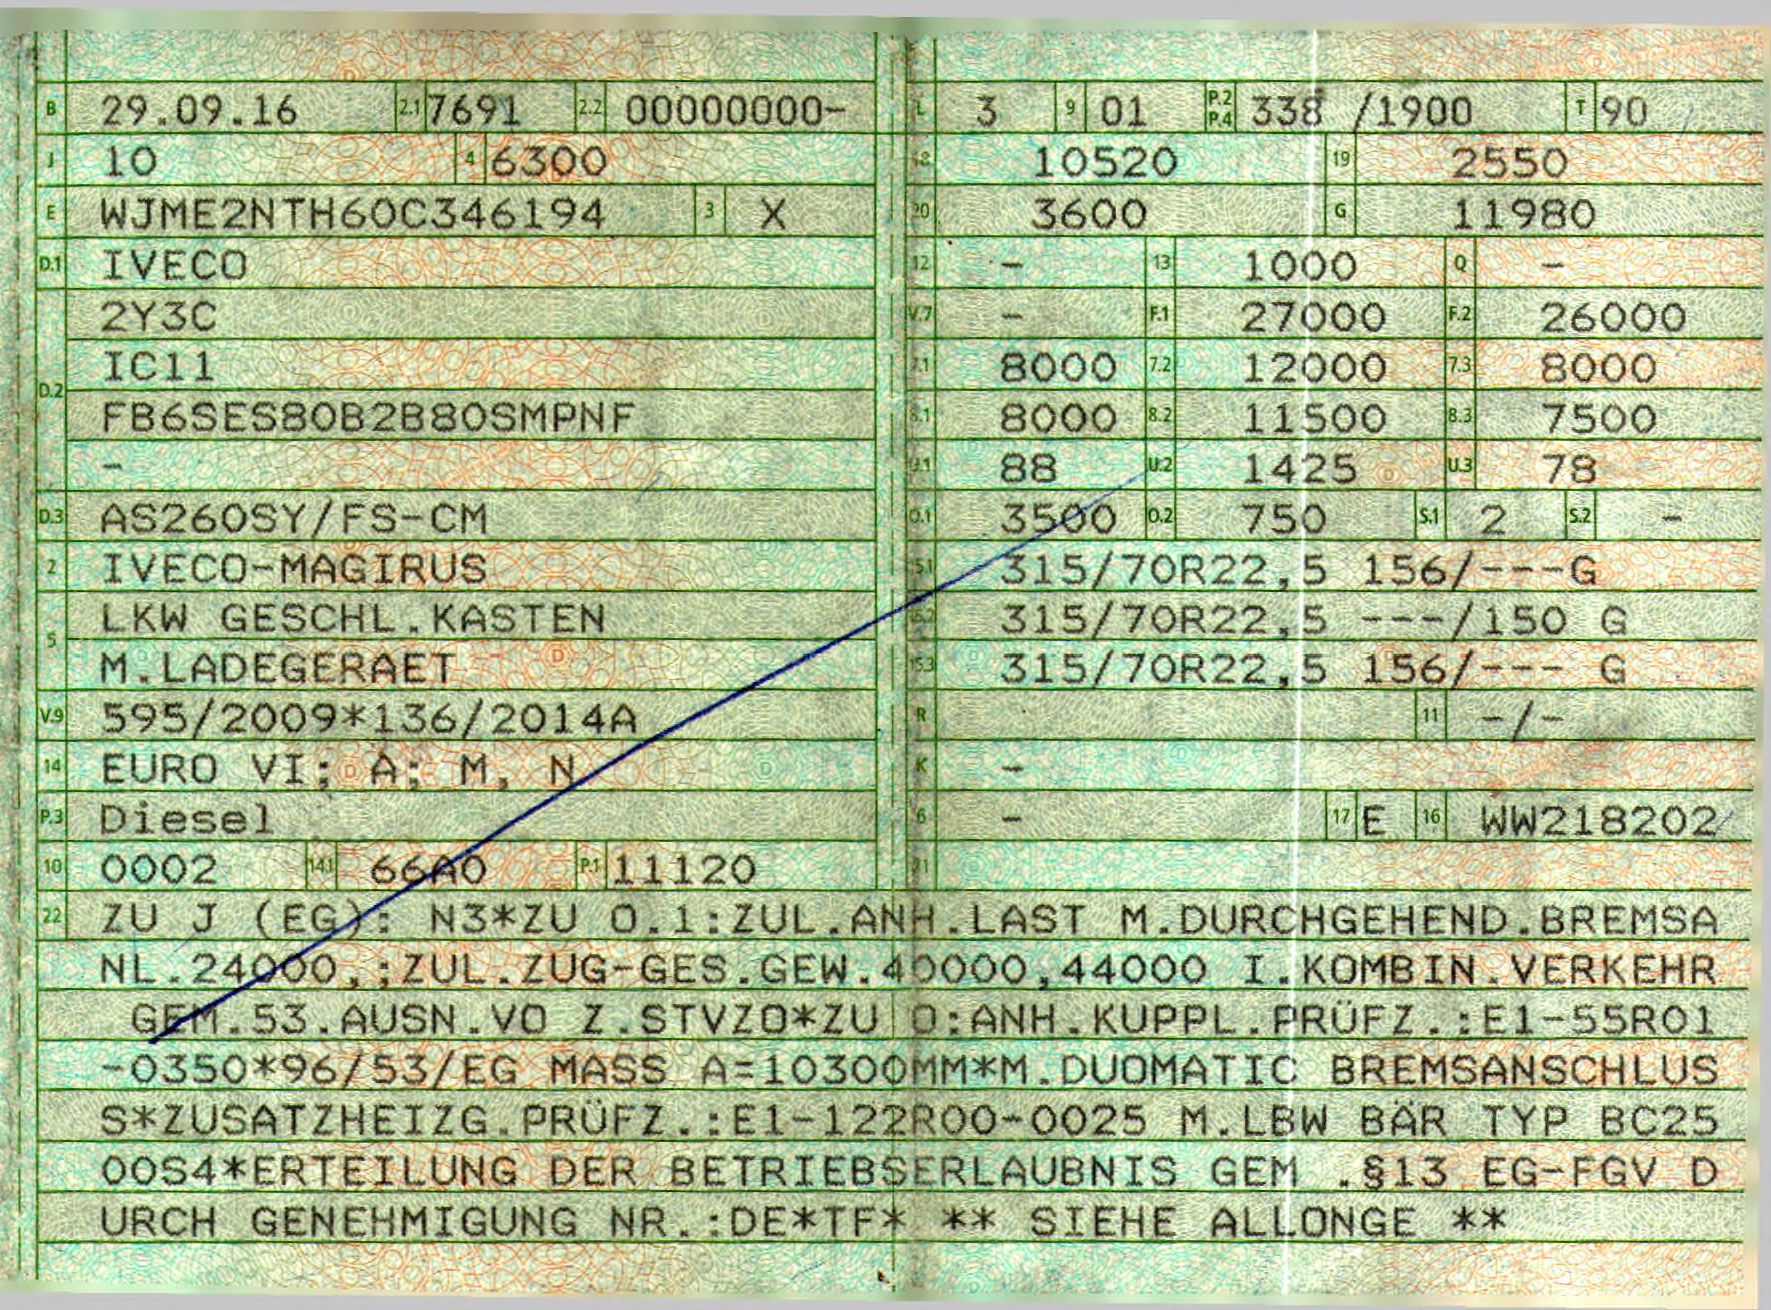 B 29.09.16 2.1 7691 2.2 00000000-
J 10 4 6300
E WJME2NTH60C346194 3 X
D.1 IVECO
2Y3C
D.2 IC11
FB6SES80B2B80SMPNF
-
D.3 AS260SY/FS-CM
2 IVECO-MAGIRUS
5 LKW GESCHL.KASTEN
M.LADEGERAET
V.9 595/2009*136/2014A
14 EURO VI; A; M, N
P.3 Diesel
10 0002 14.1 66A0 P.1 11120
L 3 9 01 P.2 P.4 338 /1900 T 90
18 10520 19 2550
20 3600 G 11980
12 - 13 1000 Q -
V.7 - F.1 27000 F.2 26000
7.1 8000 7.2 12000 7.3 8000
8.1 8000 8.2 11500 8.3 7500
U.1 88 U.2 1425 U.3 78
O.1 3500 O.2 750 S.1 2 S.2 -
15.1 315/70R22,5 156/---G
15.2 315/70R22,5 ---/150 G
15.3 315/70R22,5 156/--- G
R 11 -/-
K -
6 - 17 E 16 WW218202
21
22 ZU J (EG): N3*ZU O.1:ZUL.ANH.LAST M.DURCHGEHEND.BREMSA
NL.24000,;ZUL.ZUG-GES.GEW.40000,44000 I.KOMBIN.VERKEHR
GEM.53.AUSN.VO Z.STVZO*ZU O:ANH.KUPPL.PRÜFZ.:E1-55R01
-0350*96/53/EG MASS A=10300MM*M.DUOMATIC BREMSANSCHLUS
S*ZUSATZHEIZG.PRÜFZ.:E1-122R00-0025 M.LBW BÄR TYP BC25
00S4*ERTEILUNG DER BETRIEBSERLAUBNIS GEM .§13 EG-FGV D
URCH GENEHMIGUNG NR.:DE*TF* ** SIEHE ALLONGE **